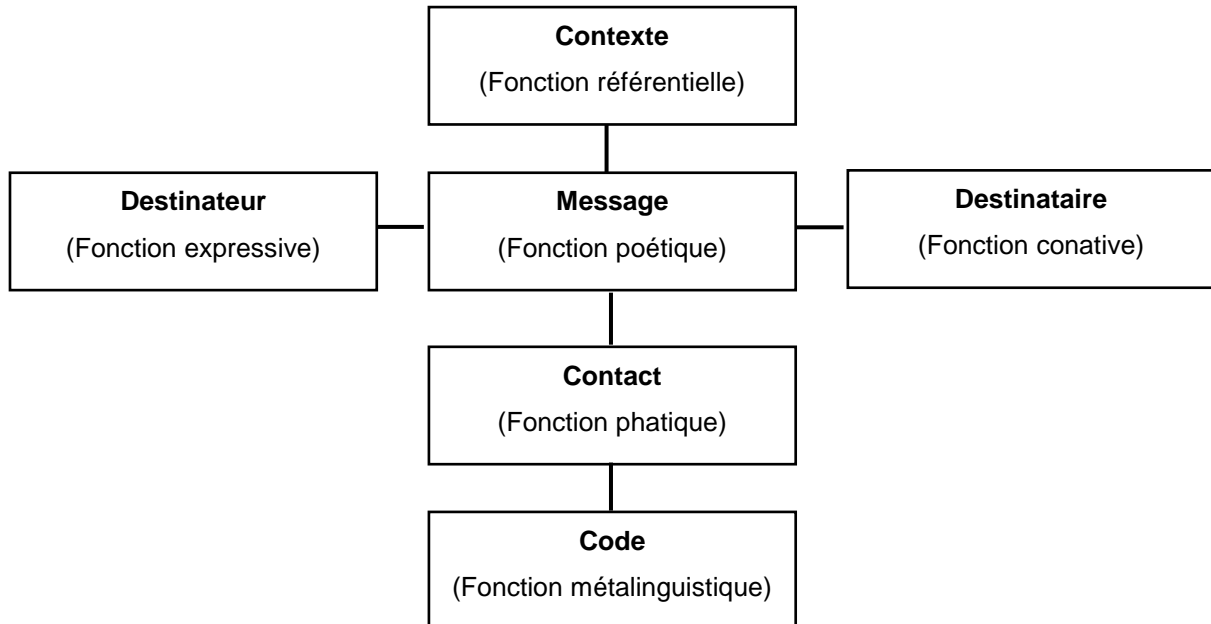 Contexte
(Fonction référentielle)
Destinateur
(Fonction expressive)
Message
(Fonction poétique)
Destinataire
(Fonction conative)
Contact
(Fonction phatique)
Code
(Fonction métalinguistique)